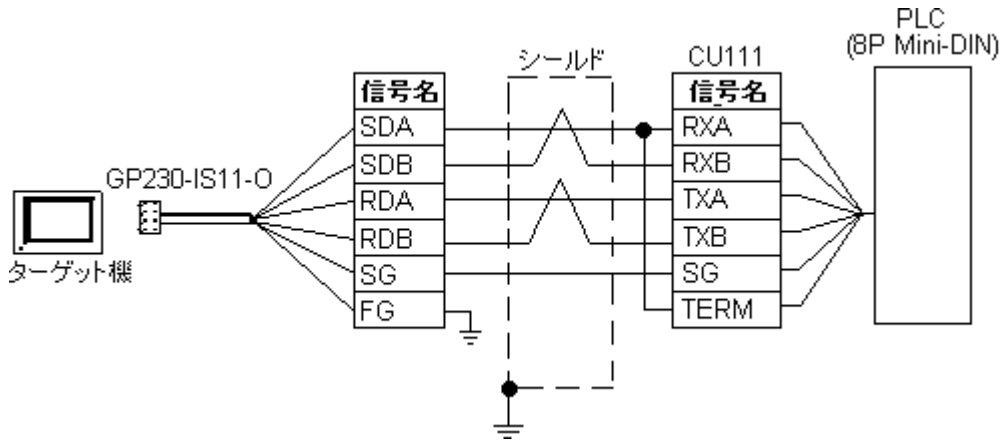 PLC
(8P Mini-DIN)
シールド
CU111
信号名
SDA
SDB
RDA
RDB
SG
FG
信号名
RXA
RXB
TXA
TXB
SG
TERM
GP230-IS11-O
ターゲット機